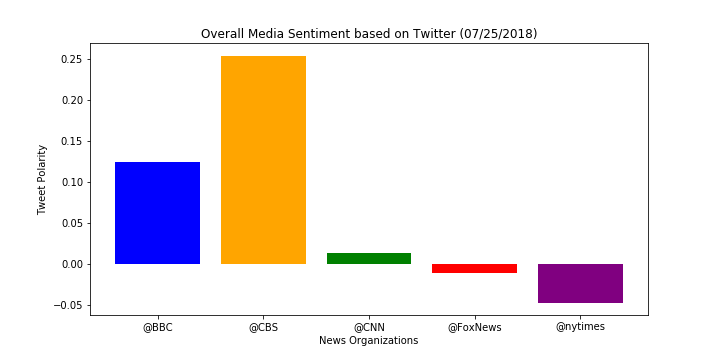 Overall Media Sentiment based on Twitter (07/25/2018)
Tweet Polarity
0.25
0.20
0.15
0.10
0.05
0.00
−0.05
@BBC
@CBS
@CNN
@FoxNews
@nytimes
News Organizations